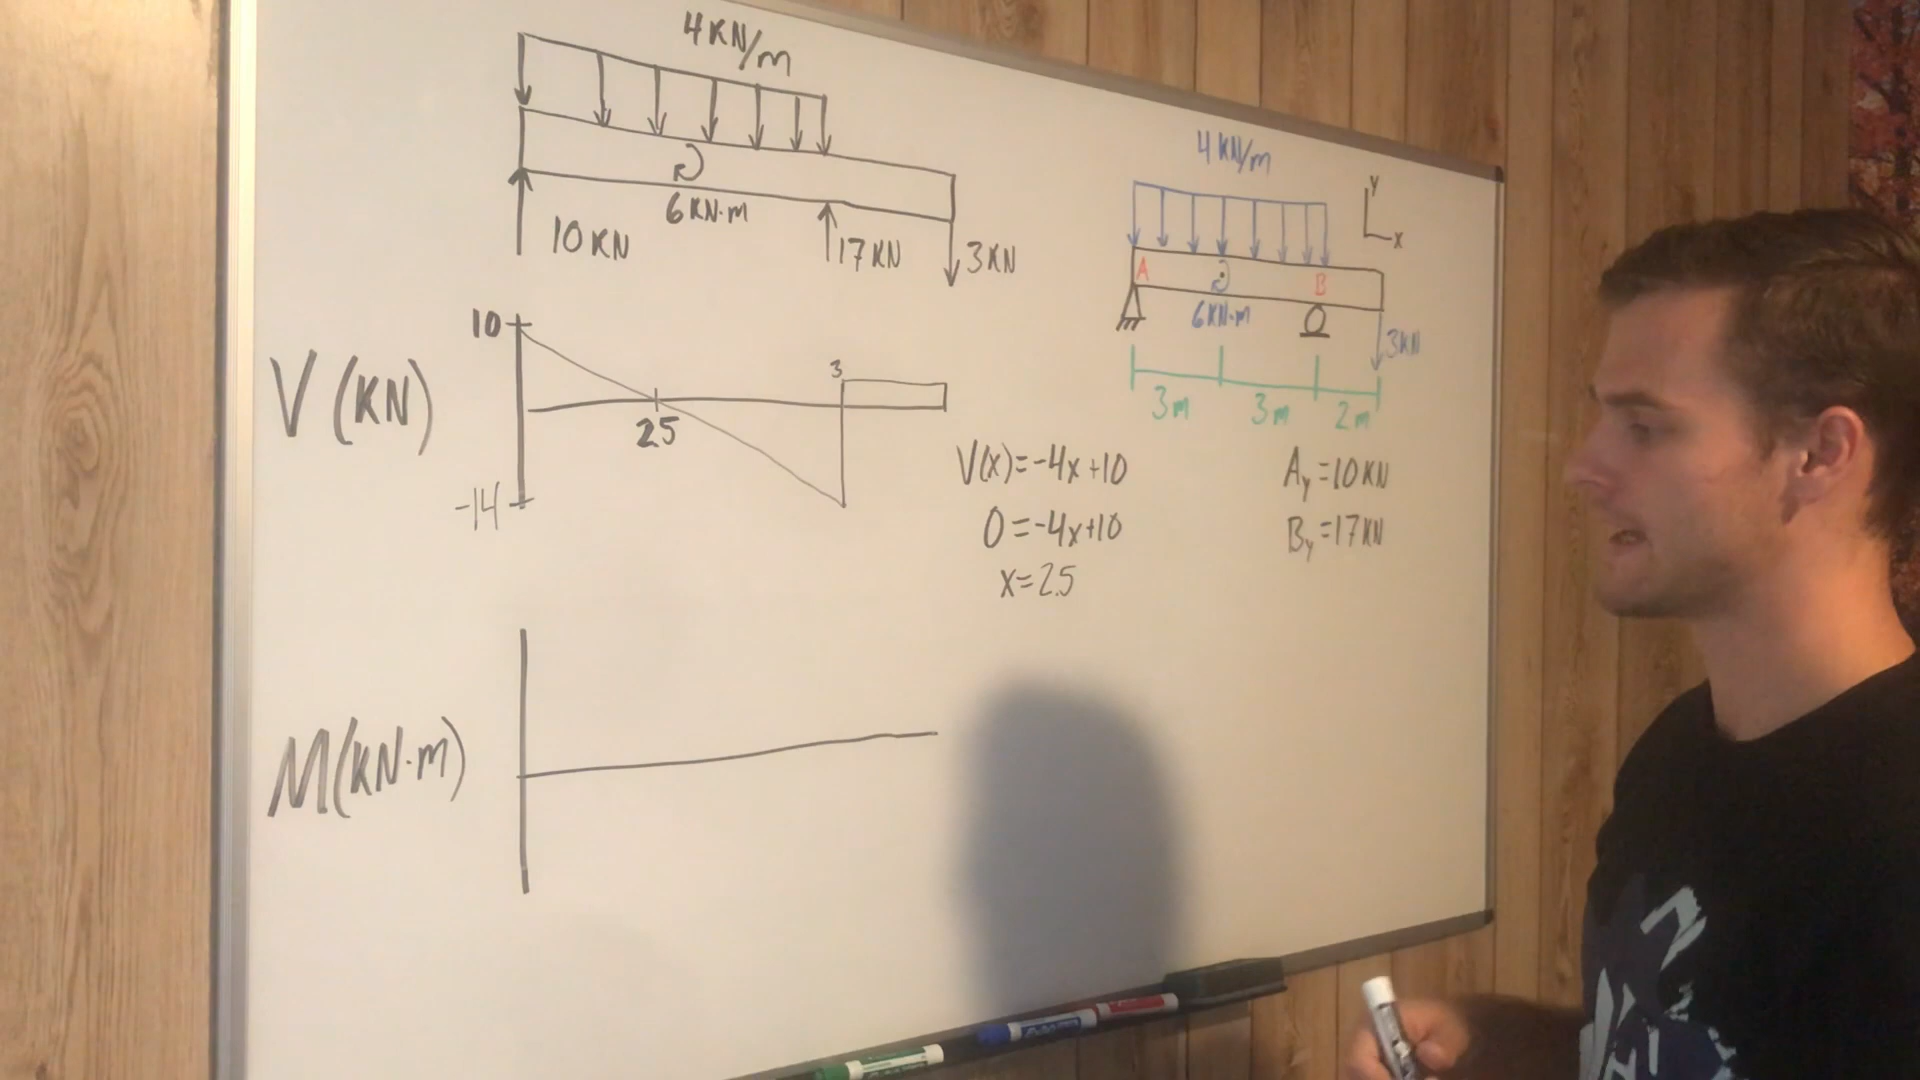 4KN/m
6KN·m
10KN
17KN
3KN
V (KN)
10
-14
2.5
3
M(KN·m)
4KN/m
Y
x
A
B
6KN·m
3KN
3m
3m
2m
V(x)=-4x+10
0=-4x+10
x=2.5
Ay=10KN
By=17KN